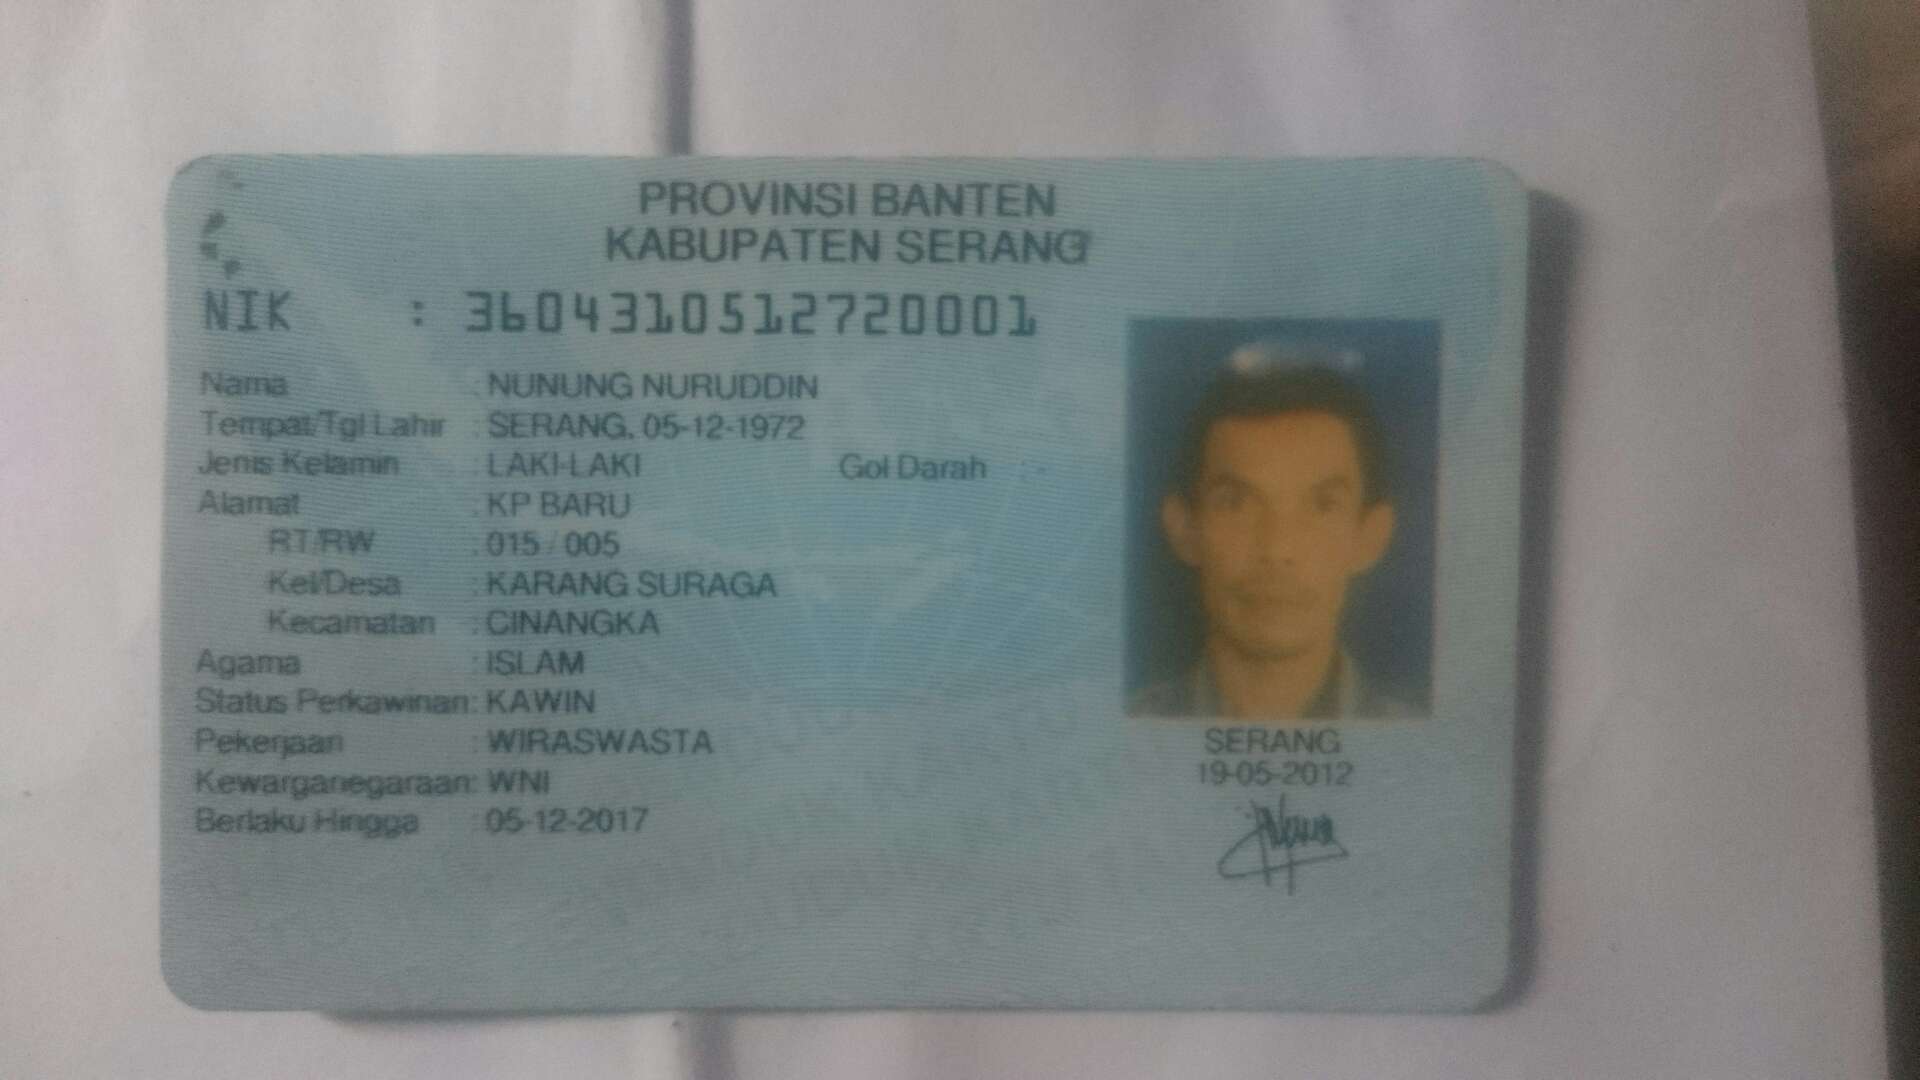 PROVINSI BANTEN
KABUPATEN SERANG
NIK : 3604310512720001
Nama : NUNUNG NURUDDIN
Tempat/Tgl Lahir : SERANG, 05-12-1972
Jenis Kelamin : LAKI-LAKI Gol Darah : -
Alamat : KP BARU
RT/RW : 015 / 005
Kel/Desa : KARANG SURAGA
Kecamatan : CINANGKA
Agama : ISLAM
Status Perkawinan: KAWIN
Pekerjaan : WIRASWASTA
Kewarganegaraan: WNI
Berlaku Hingga : 05-12-2017
SERANG
19-05-2012